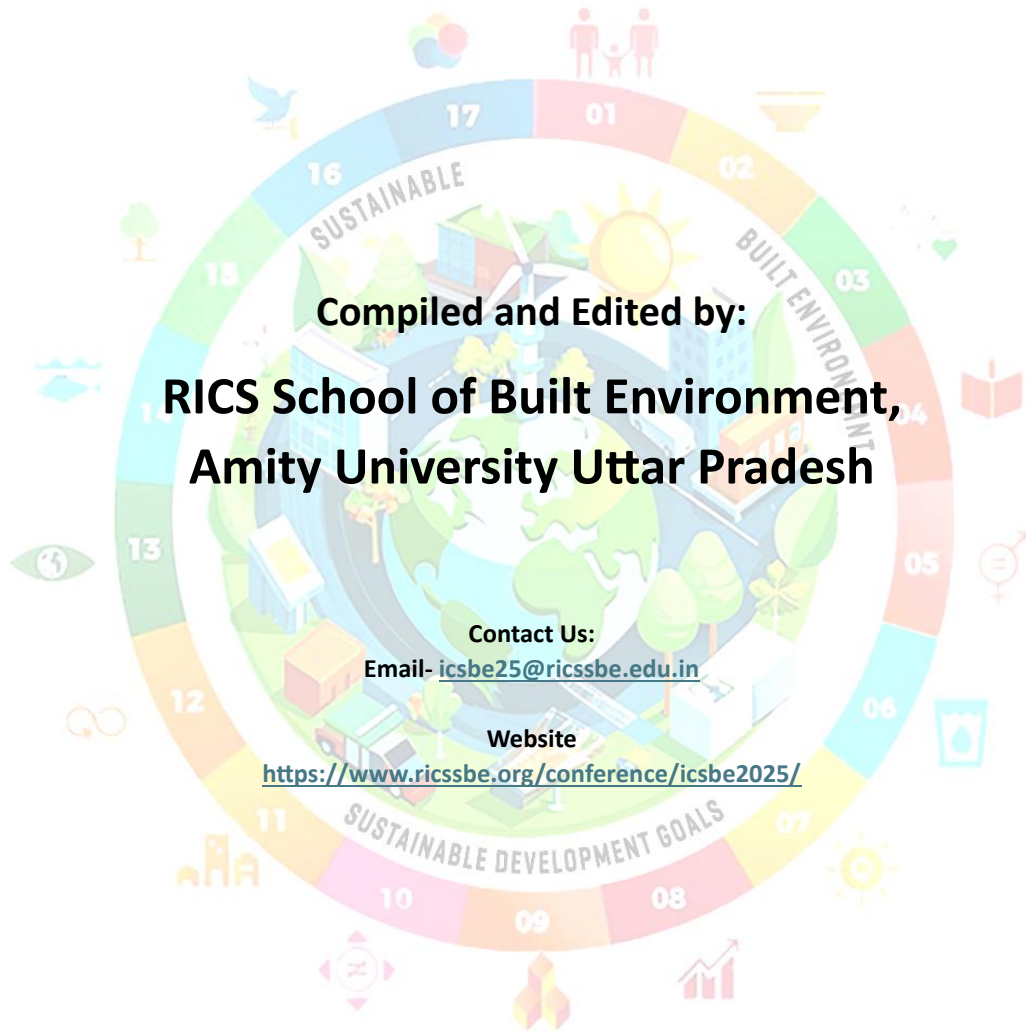 17
01
16
02
SUSTAINABLE
BUILT ENVIRONMENT
15
03
Compiled and Edited by:
RICS School of Built Environment,
14
04
Amity University Uttar Pradesh
13
05
Contact Us:
Email- icsbe25@ricssbe.edu.in
12
06
Website
https://www.ricssbe.org/conference/icsbe2025/
11
07
SUSTAINABLE DEVELOPMENT GOALS
10
08
09